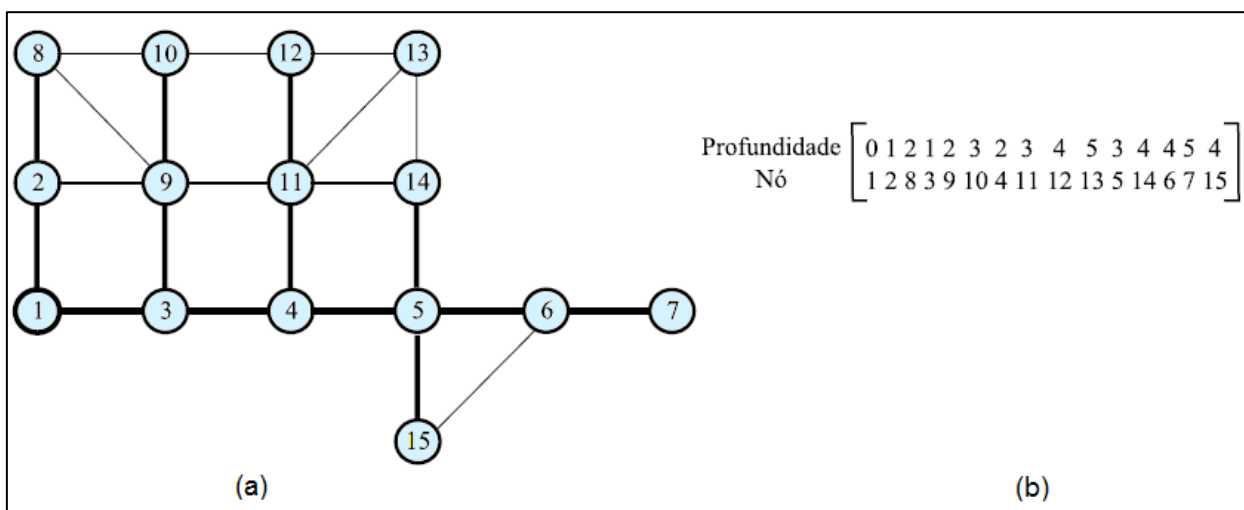 8 10 12 13
2 9 11 14
1 3 4 5 6 7
15
Profundidade 0 1 2 1 2 3 2 3 4 5 3 4 4 5 4
Nó 1 2 8 3 9 10 4 11 12 13 5 14 6 7 15
(a) (b)